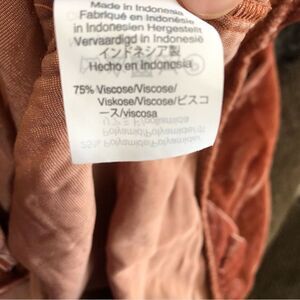 Made in Indonesia
Fabriqué en Indonésie
in Indonesien Hergestellt
Vervaardigd in Indonesië
インドネシア製
Hecho en Indonesia
75% Viscose/Viscose/
Viskose/Viscose/ビスコ
ース/viscosa